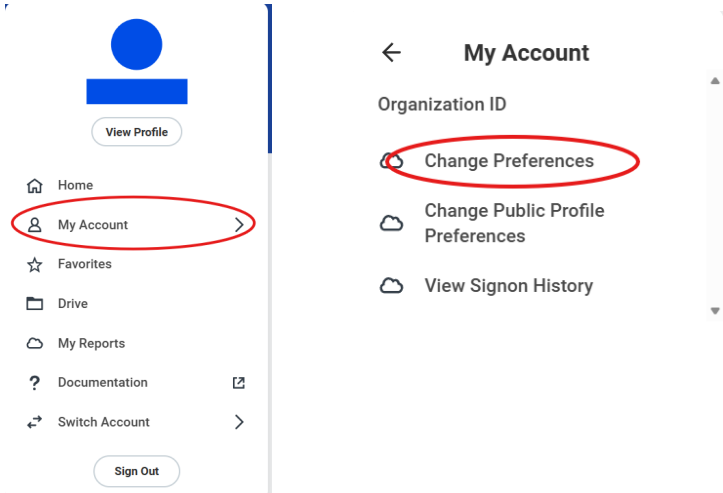 View Profile
Home
My Account
Favorites
Drive
My Reports
Documentation
Switch Account
Sign Out
My Account
Organization ID
Change Preferences
Change Public Profile
Preferences
View Signon History